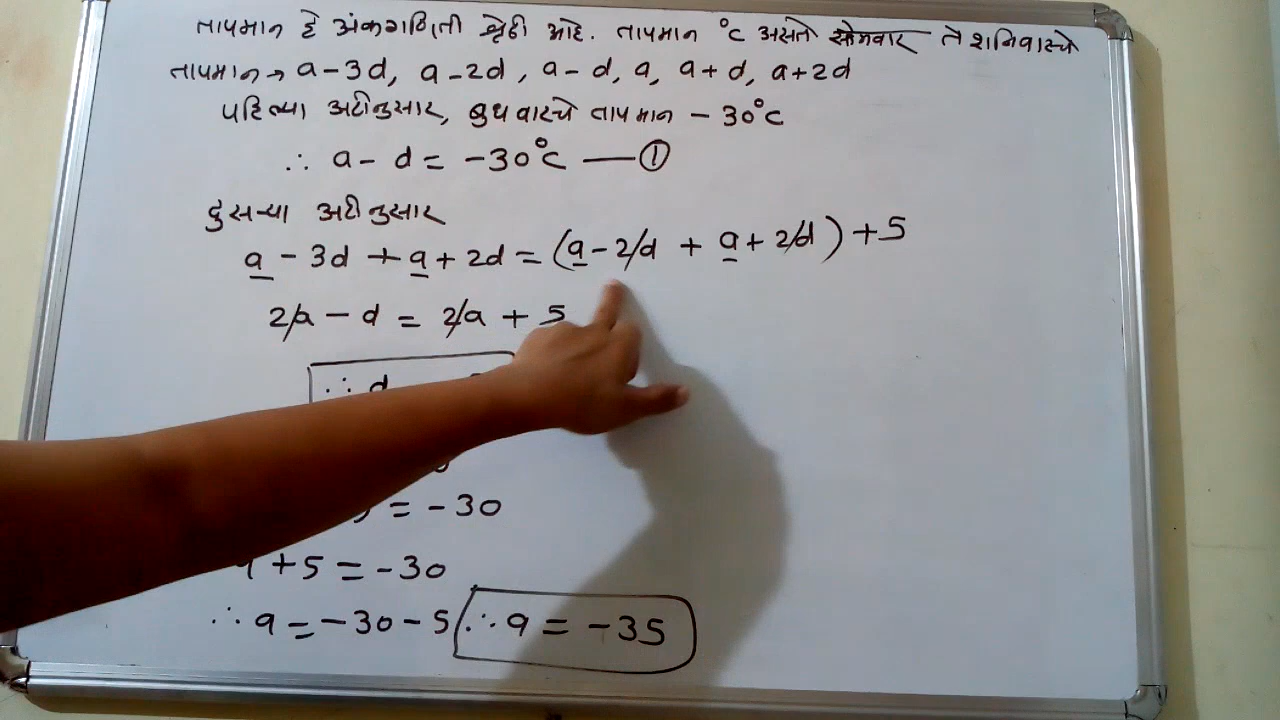 तापमान हे अंकगणिती श्रेढी आहे. तापमान °C असते सोमवार ते शनिवारचे
तापमान → a-3d, a-2d, a-d, a, a+d, a+2d
पहिल्या अटीनुसार, बुधवारचे तापमान - 30°C
∴ a - d = -30°C —— ①
दुसऱ्या अटीनुसार
a - 3d + a + 2d = (a - 2d + a + 2d) + 5
2a - d = 2a + 5
∴ d
= -30
+5 = -30
∴ a = -30 - 5 ∴ a = -35